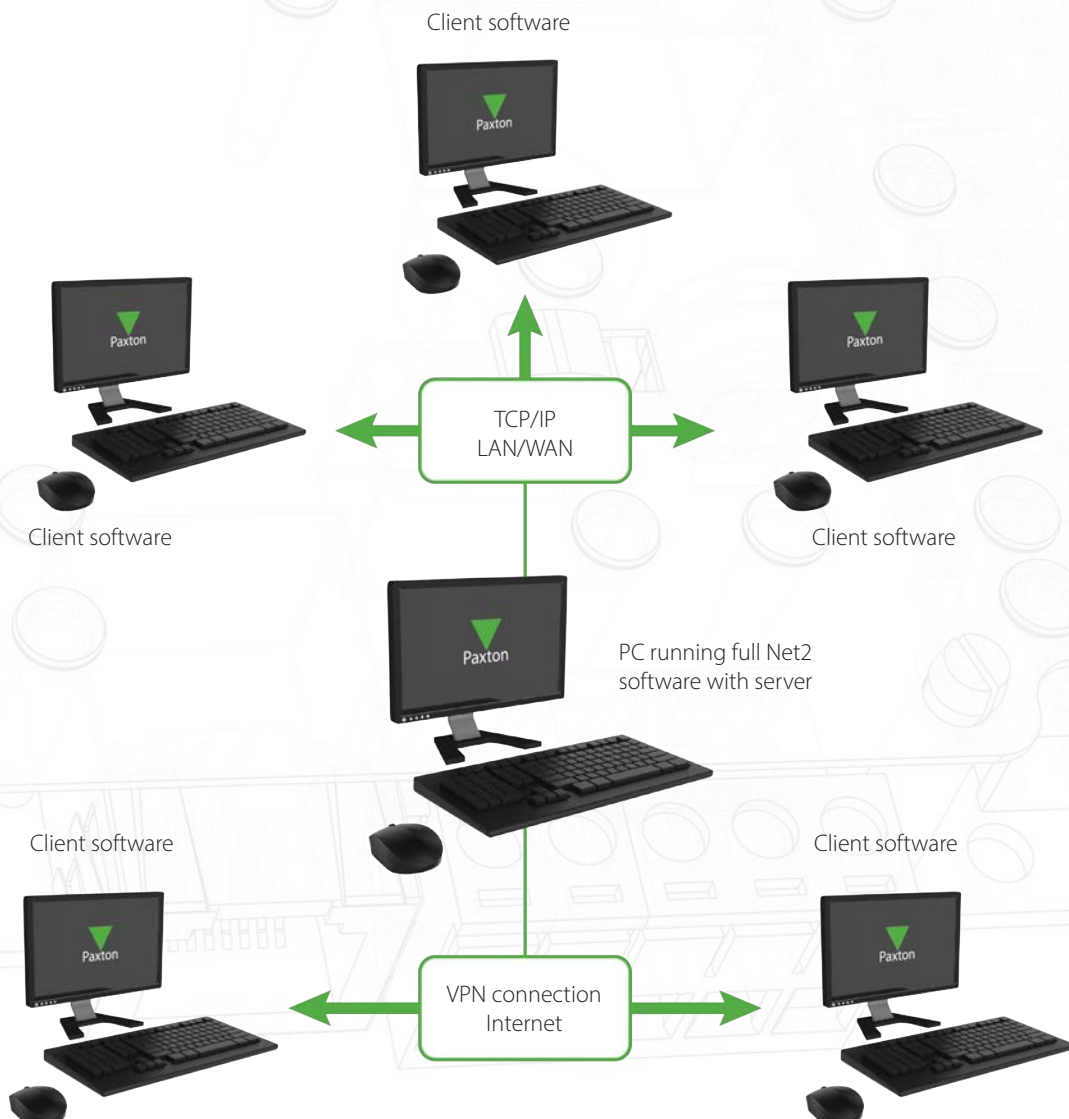 Client software
Paxton
Paxton
Paxton
TCP/IP
LAN/WAN
Client software
Client software
Paxton
PC running full Net2
software with server
Client software
Client software
Paxton
Paxton
VPN connection
Internet